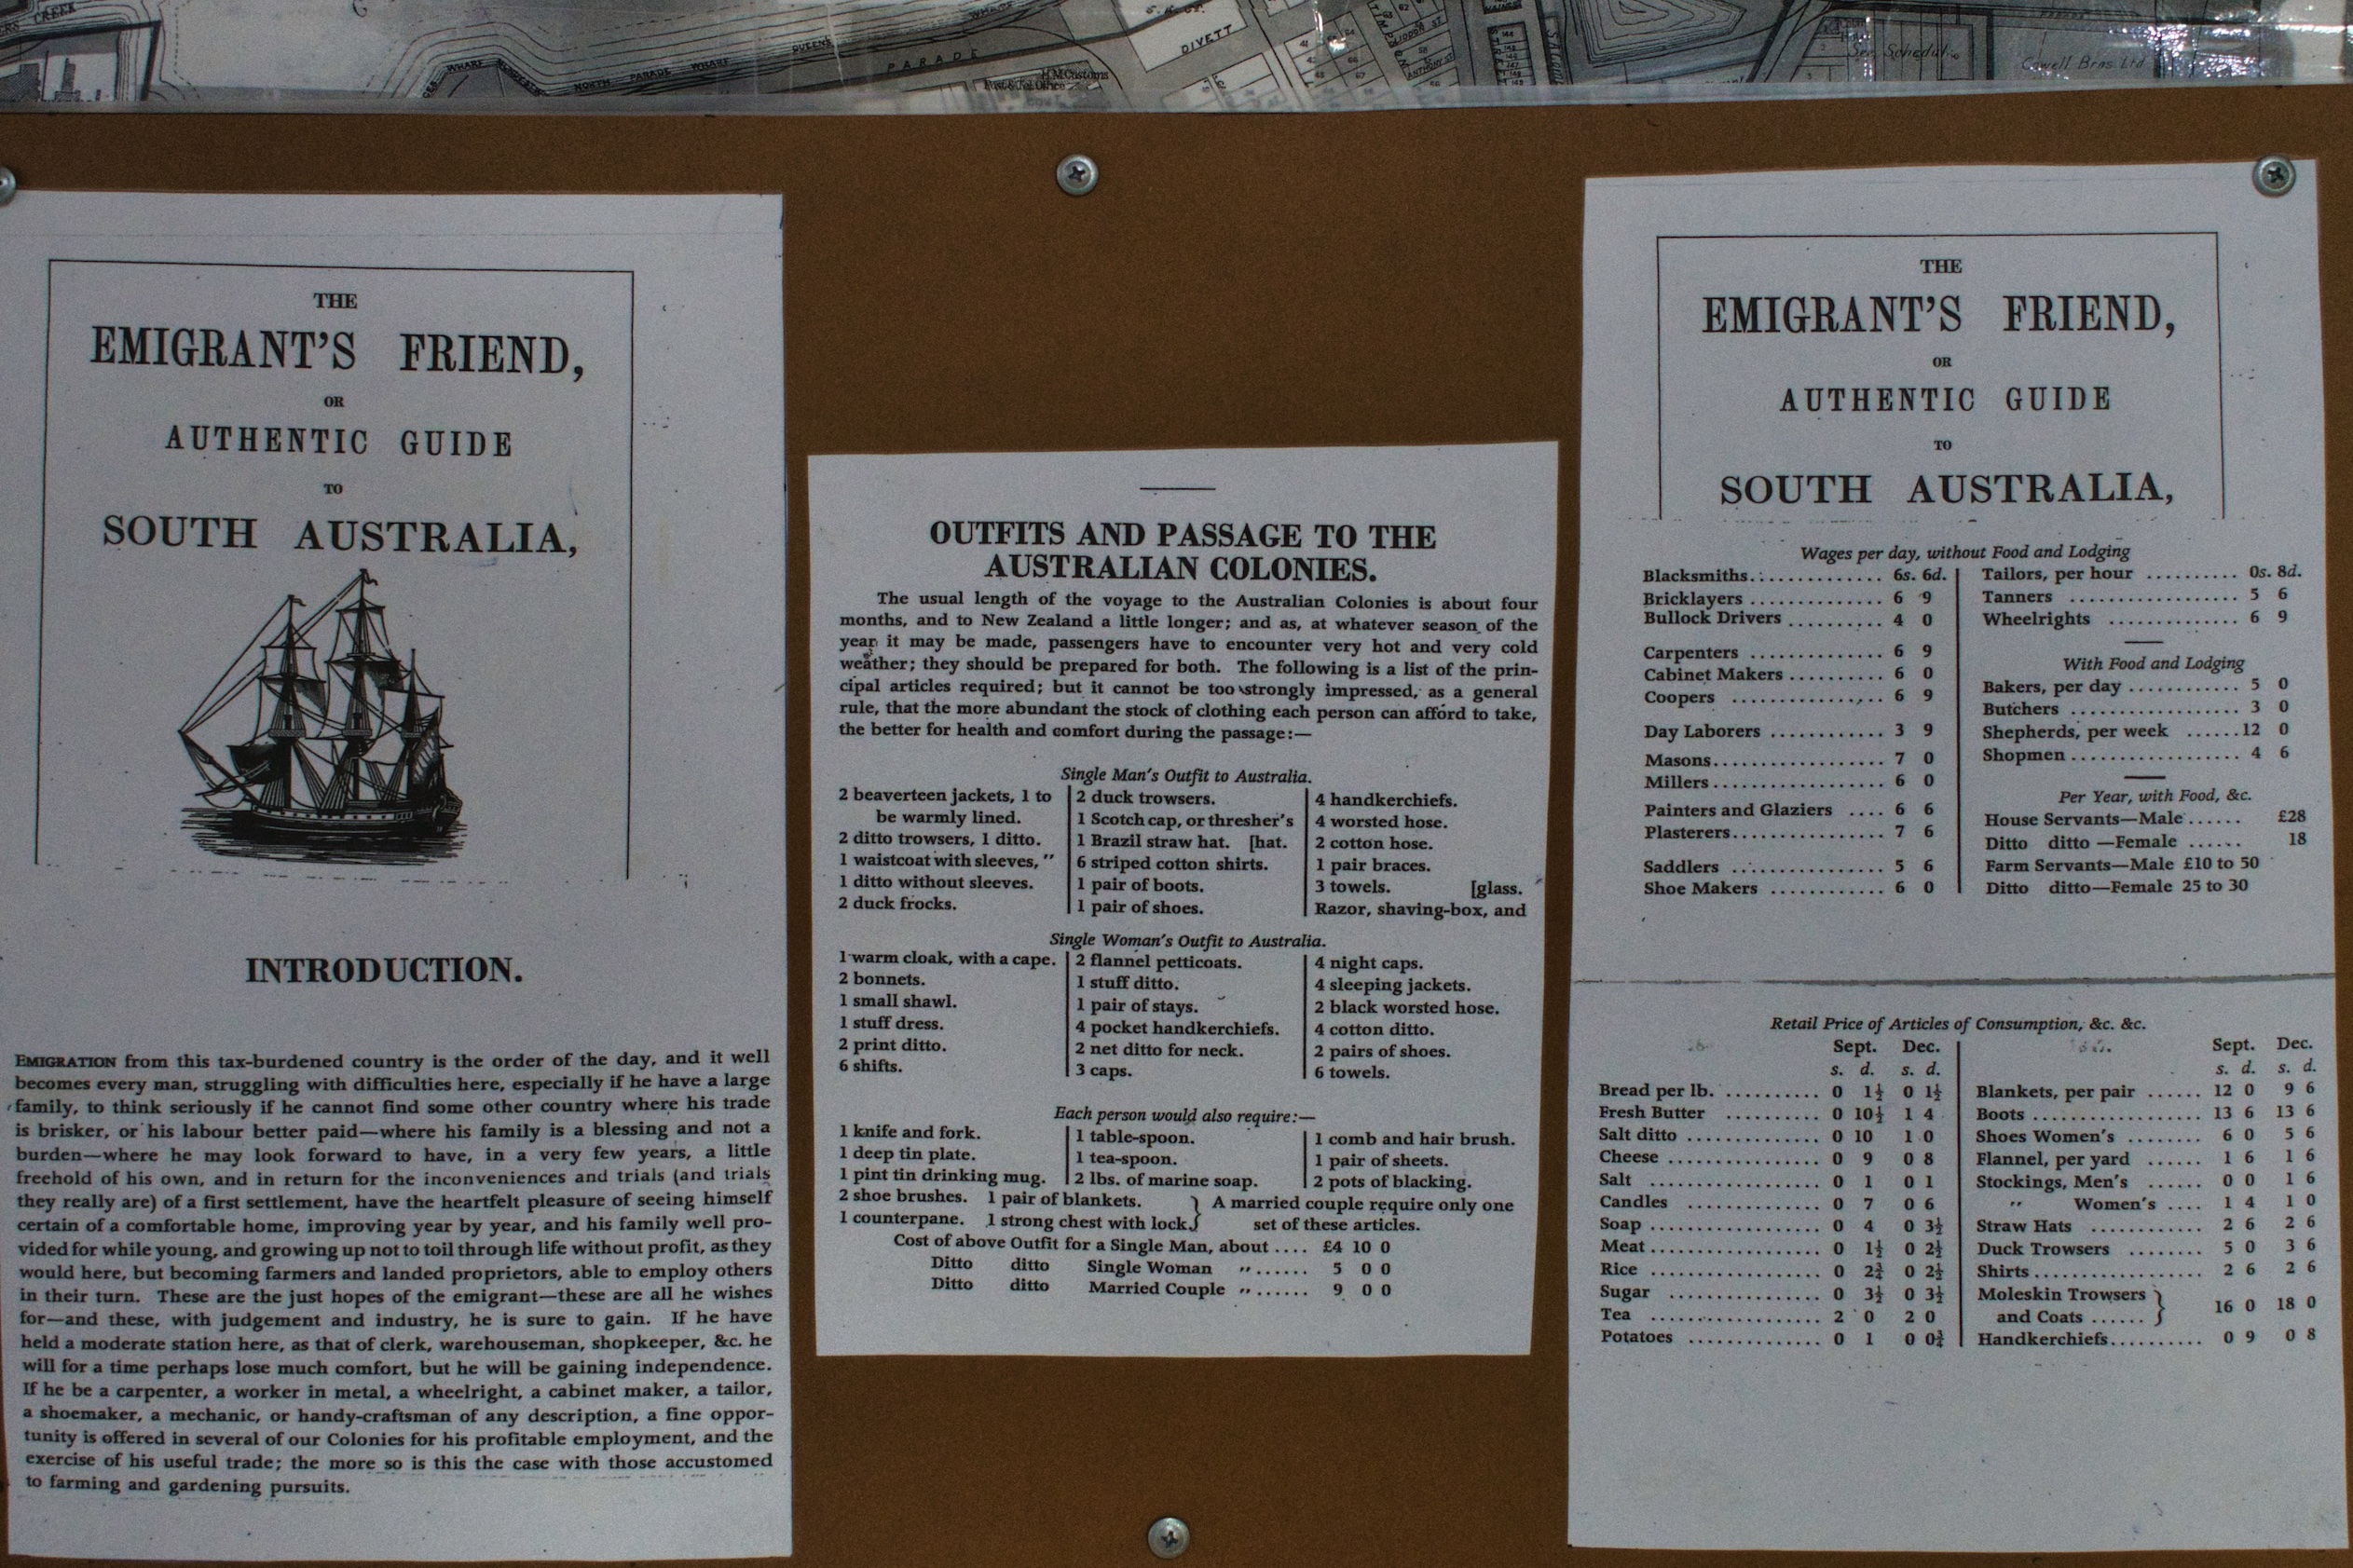 CREEK
WHARF
QUEENS
NORTH PARADE WHARF
PARADE
WHARF
H.M.Customs
Post & Tel Office
DIVETT
ST
ANTHONY ST
See Schedule
Cowell Bros Ltd
THE
EMIGRANT'S FRIEND,
OR
AUTHENTIC GUIDE
TO
SOUTH AUSTRALIA,
INTRODUCTION.
EMIGRATION from this tax-burdened country is the order of the day, and it well
becomes every man, struggling with difficulties here, especially if he have a large
family, to think seriously if he cannot find some other country where his trade
is brisker, or his labour better paid—where his family is a blessing and not a
burden—where he may look forward to have, in a very few years, a little
freehold of his own, and in return for the inconveniences and trials (and trials
they really are) of a first settlement, have the heartfelt pleasure of seeing himself
certain of a comfortable home, improving year by year, and his family well pro-
vided for while young, and growing up not to toil through life without profit, as they
would here, but becoming farmers and landed proprietors, able to employ others
in their turn. These are the just hopes of the emigrant—these are all he wishes
for—and these, with judgement and industry, he is sure to gain. If he have
held a moderate station here, as that of clerk, warehouseman, shopkeeper, &c. he
will for a time perhaps lose much comfort, but he will be gaining independence.
If he be a carpenter, a worker in metal, a wheelright, a cabinet maker, a tailor,
a shoemaker, a mechanic, or handy-craftsman of any description, a fine oppor-
tunity is offered in several of our Colonies for his profitable employment, and the
exercise of his useful trade; the more so is this the case with those accustomed
to farming and gardening pursuits.
OUTFITS AND PASSAGE TO THE
AUSTRALIAN COLONIES.
The usual length of the voyage to the Australian Colonies is about four
months, and to New Zealand a little longer; and as, at whatever season of the
year it may be made, passengers have to encounter very hot and very cold
weather; they should be prepared for both. The following is a list of the prin-
cipal articles required; but it cannot be too strongly impressed, as a general
rule, that the more abundant the stock of clothing each person can afford to take,
the better for health and comfort during the passage:—
Single Man's Outfit to Australia.
2 beaverteen jackets, 1 to
be warmly lined.
2 ditto trowsers, 1 ditto.
1 waistcoat with sleeves, ”
1 ditto without sleeves.
2 duck frocks.
2 duck trowsers.
1 Scotch cap, or thresher's
1 Brazil straw hat. [hat.
6 striped cotton shirts.
1 pair of boots.
1 pair of shoes.
4 handkerchiefs.
4 worsted hose.
2 cotton hose.
1 pair braces.
3 towels. [glass.
Razor, shaving-box, and
Single Woman's Outfit to Australia.
1 warm cloak, with a cape.
2 bonnets.
1 small shawl.
1 stuff dress.
2 print ditto.
6 shifts.
2 flannel petticoats.
1 stuff ditto.
1 pair of stays.
4 pocket handkerchiefs.
2 net ditto for neck.
3 caps.
4 night caps.
4 sleeping jackets.
2 black worsted hose.
4 cotton ditto.
2 pairs of shoes.
6 towels.
Each person would also require:—
1 knife and fork.
1 deep tin plate.
1 pint tin drinking mug.
1 table-spoon.
1 tea-spoon.
2 lbs. of marine soap.
1 comb and hair brush.
1 pair of sheets.
2 pots of blacking.
2 shoe brushes. 1 pair of blankets. } A married couple require only one
1 counterpane. 1 strong chest with lock. set of these articles.
Cost of above Outfit for a Single Man, about .... £4 10 0
Ditto ditto Single Woman ” ...... 5 0 0
Ditto ditto Married Couple ” ...... 9 0 0
THE
EMIGRANT'S FRIEND,
OR
AUTHENTIC GUIDE
TO
SOUTH AUSTRALIA,
Wages per day, without Food and Lodging
Blacksmiths.............. 6s. 6d.
Bricklayers .............. 6 9
Bullock Drivers .......... 4 0
Carpenters .............. 6 9
Cabinet Makers .......... 6 0
Coopers ................ 6 9
Day Laborers ............ 3 9
Masons.................. 7 0
Millers.................. 6 0
Painters and Glaziers .... 6 6
Plasterers................ 7 6
Saddlers ................ 5 6
Shoe Makers ............ 6 0
Tailors, per hour .......... 0s. 8d.
Tanners .................. 5 6
Wheelrights .............. 6 9
With Food and Lodging
Bakers, per day ............ 5 0
Butchers .................. 3 0
Shepherds, per week ......12 0
Shopmen .................. 4 6
Per Year, with Food, &c.
House Servants—Male ...... £28
Ditto ditto —Female ...... 18
Farm Servants—Male £10 to 50
Ditto ditto—Female 25 to 30
Retail Price of Articles of Consumption, &c. &c.
Sept. Dec.
s. d. s. d.
Bread per lb. .......... 0 1½ 0 1½
Fresh Butter .......... 0 10½ 1 4
Salt ditto .............. 0 10 1 0
Cheese ................ 0 9 0 8
Salt .................. 0 1 0 1
Candles .............. 0 7 0 6
Soap .................. 0 4 0 3½
Meat .................. 0 1½ 0 2½
Rice .................. 0 2¾ 0 2½
Sugar ................ 0 3½ 0 3½
Tea .................. 2 0 2 0
Potatoes .............. 0 1 0 0¾
Sept. Dec.
s. d. s. d.
Blankets, per pair ...... 12 0 9 6
Boots .................. 13 6 13 6
Shoes Women's ........ 6 0 5 6
Flannel, per yard ...... 1 6 1 6
Stockings, Men's ...... 0 0 1 6
” Women's .... 1 4 1 0
Straw Hats ............ 2 6 2 6
Duck Trowsers ........ 5 0 3 6
Shirts .................. 2 6 2 6
Moleskin Trowsers }
and Coats ...... 16 0 18 0
Handkerchiefs.......... 0 9 0 8